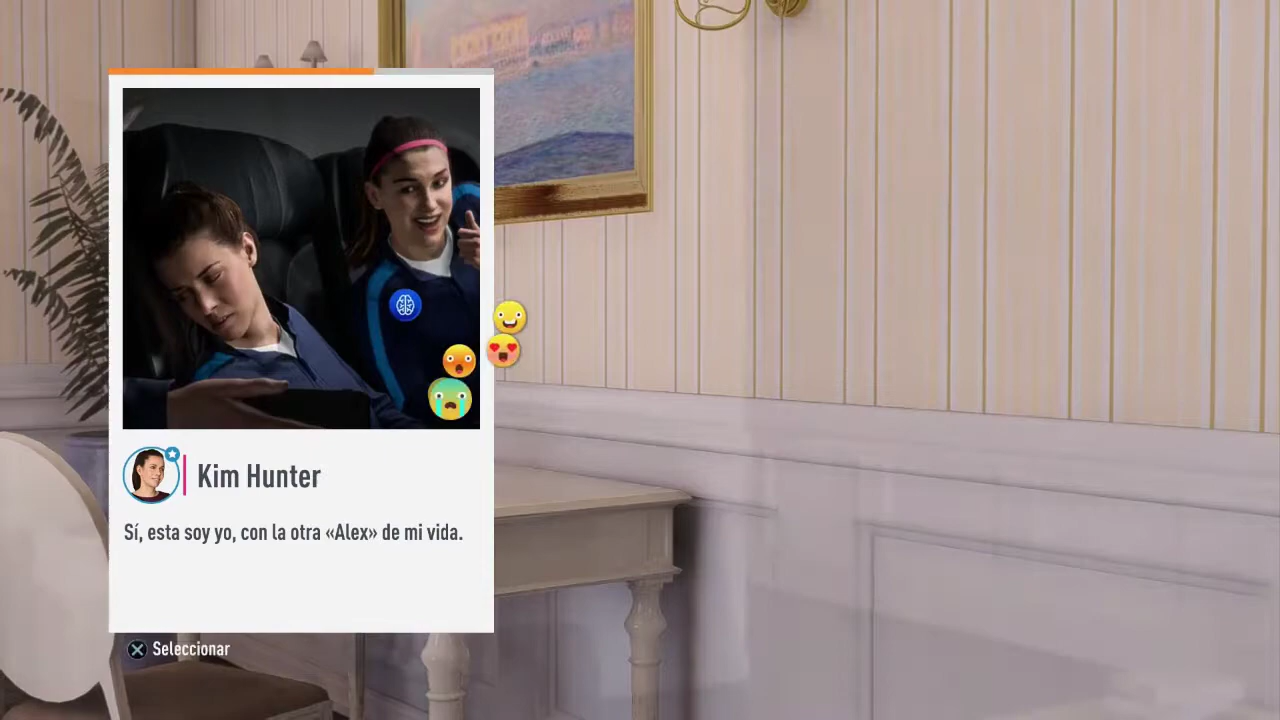 Kim Hunter
Sí, esta soy yo, con la otra «Alex» de mi vida.
Seleccionar